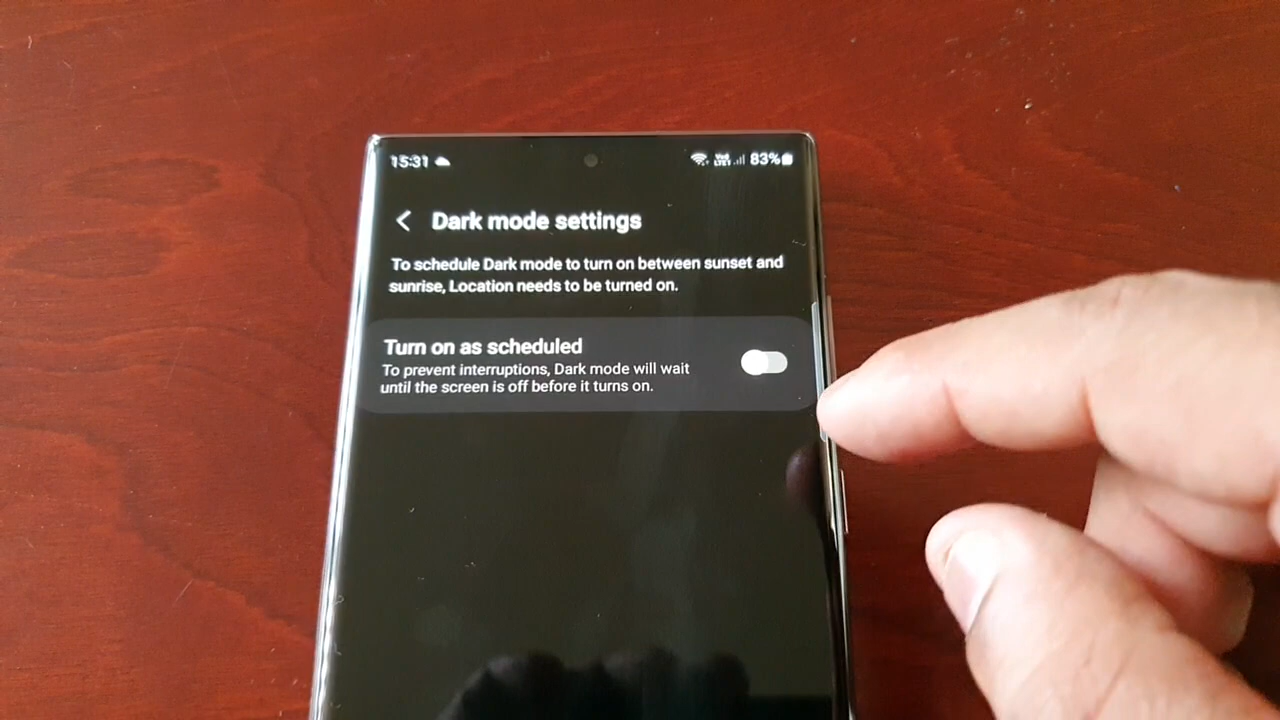 15:31
83%
Dark mode settings
To schedule Dark mode to turn on between sunset and
sunrise, Location needs to be turned on.
Turn on as scheduled
To prevent interruptions, Dark mode will wait
until the screen is off before it turns on.